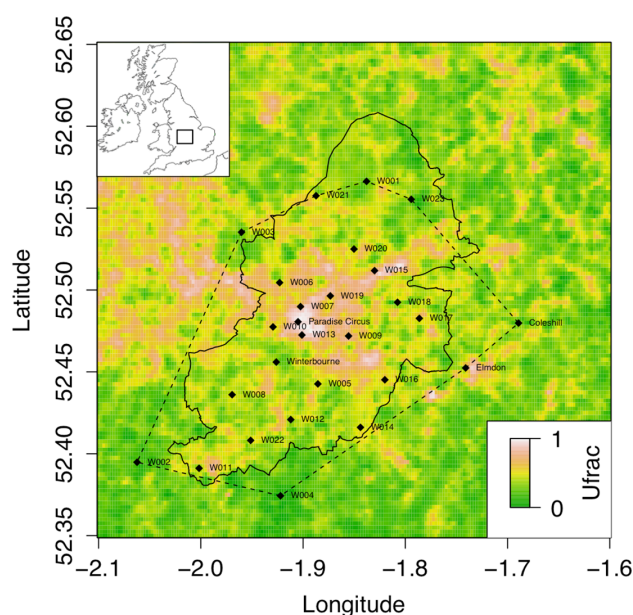 52.65
52.60
52.55
52.50
52.45
52.40
52.35
Latitude
W001
W021
W023
W003
W020
W015
W006
W019
W018
W007
W017
Paradise Circus
Coleshill
W010
W013
W009
Winterbourne
Elmdon
W005
W016
W008
W012
W014
W022
W002
W011
W004
1
0
Ufrac
−2.1
−2.0
−1.9
−1.8
−1.7
−1.6
Longitude